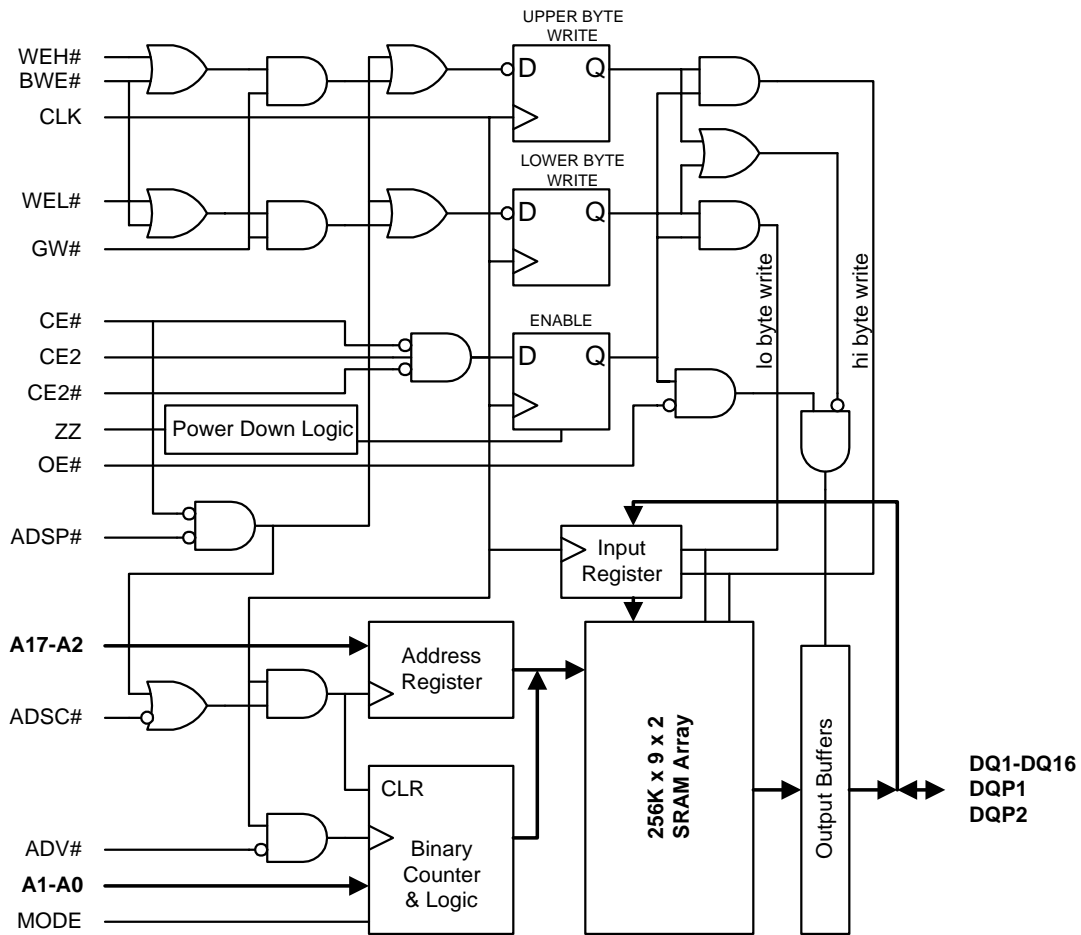 UPPER BYTE
WRITE
WEH#
BWE#
CLK
D Q
LOWER BYTE
WRITE
WEL#
GW#
D Q
lo byte write
hi byte write
CE#
CE2
CE2#
ENABLE
D Q
ZZ
Power Down Logic
OE#
ADSP#
Input
Register
A17-A2
Address
Register
ADSC#
256K x 9 x 2
SRAM Array
Output Buffers
DQ1-DQ16
DQP1
DQP2
CLR
ADV#
Binary
Counter
& Logic
A1-A0
MODE